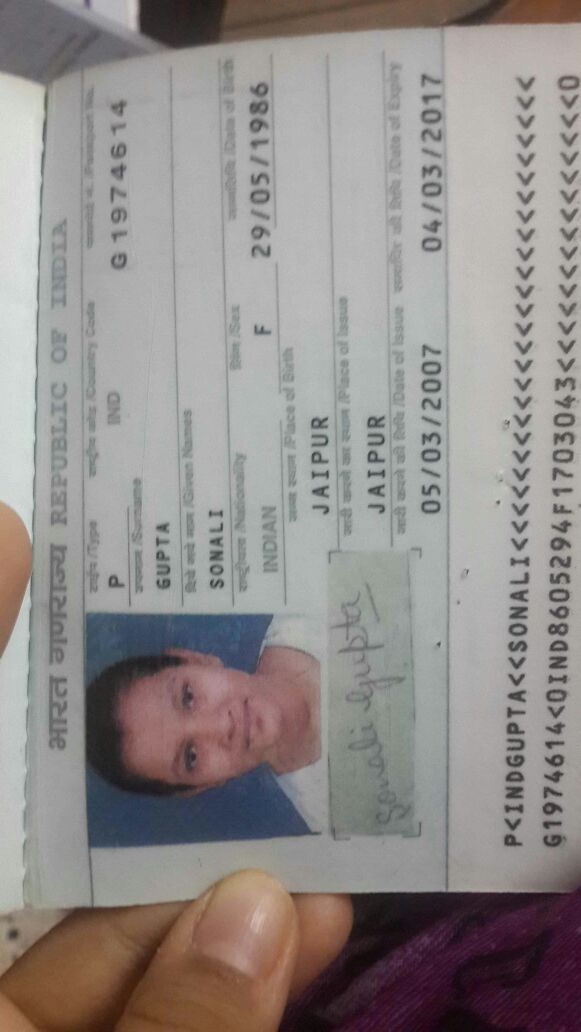 भारत गणराज्य REPUBLIC OF INDIA
टाईप /Type राष्ट्रीय कोड /Country Code पासपोर्ट नं. /Passport No.
P IND G 1974614
उपनाम /Surname
GUPTA
दिये गये नाम /Given Names
SONALI
राष्ट्रीयता /Nationality लिंग /Sex जन्मतिथि /Date of Birth
INDIAN F 29/05/1986
जन्म स्थान /Place of Birth
JAIPUR
जारी करने का स्थान /Place of Issue
JAIPUR
जारी करने की तिथि /Date of Issue समाप्ति की तिथि /Date of Expiry
05/03/2007 04/03/2017
Sonali Gupta
P<INDGUPTA<<SONALI<<<<<<<<<<<<<<<<<<<<<<<<<<
G1974614<0IND8605294F1703043<<<<<<<<<<<<<<<0